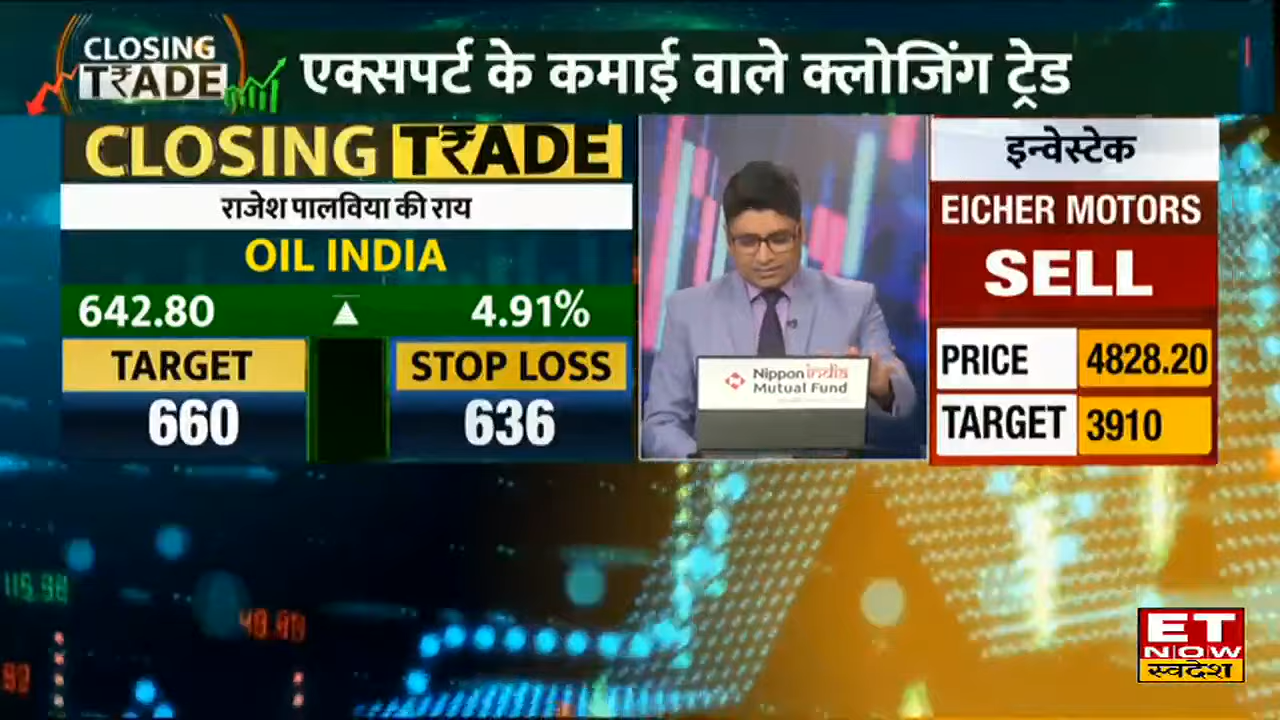 CLOSING
TR₹ADE
एक्सपर्ट के कमाई वाले क्लोजिंग ट्रेड
CLOSING T₹ADE
राजेश पालविया की राय
OIL INDIA
642.80 ▲ 4.91%
TARGET STOP LOSS
660 636
Nippon india
Mutual Fund
इन्वेस्टेक
EICHER MOTORS
SELL
PRICE 4828.20
TARGET 3910
ET
NOW
स्वदेश